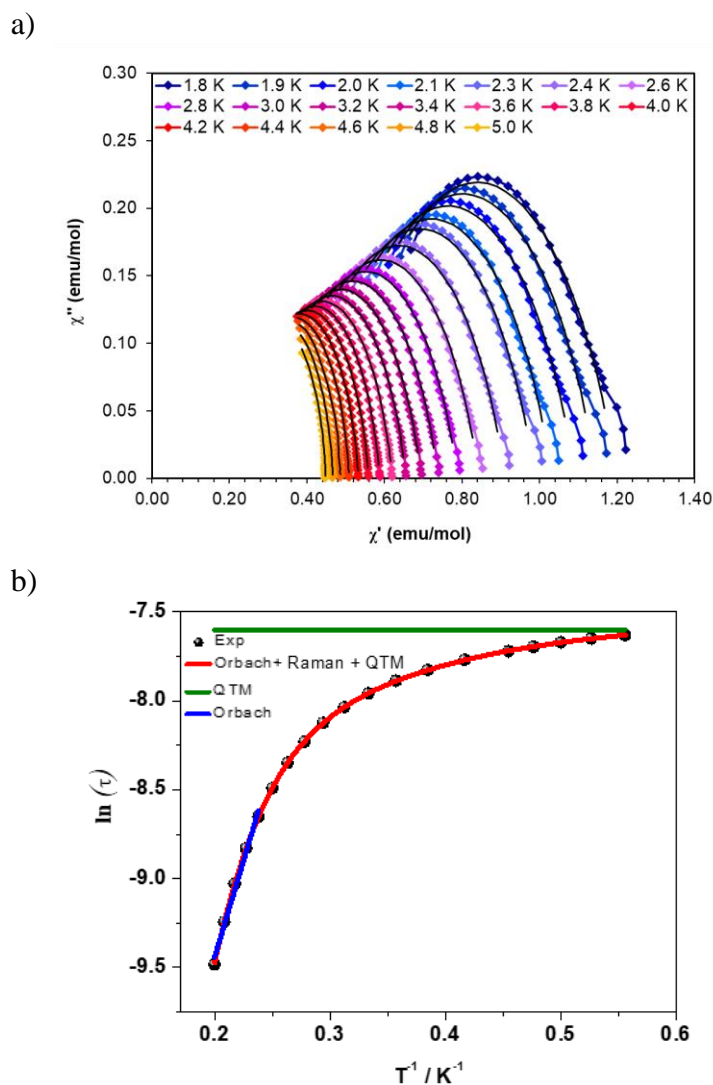 a)
0.30
1.8 K 1.9 K 2.0 K 2.1 K 2.3 K 2.4 K 2.6 K
2.8 K 3.0 K 3.2 K 3.4 K 3.6 K 3.8 K 4.0 K
4.2 K 4.4 K 4.6 K 4.8 K 5.0 K
0.25
0.20
0.15
0.10
0.05
0.00
χ'' (emu/mol)
0.00 0.20 0.40 0.60 0.80 1.00 1.20 1.40
χ' (emu/mol)
b)
-7.5
Exp
Orbach+ Raman + QTM
QTM
Orbach
-8.0
-8.5
-9.0
-9.5
ln (τ)
0.2 0.3 0.4 0.5 0.6
T⁻¹ / K⁻¹